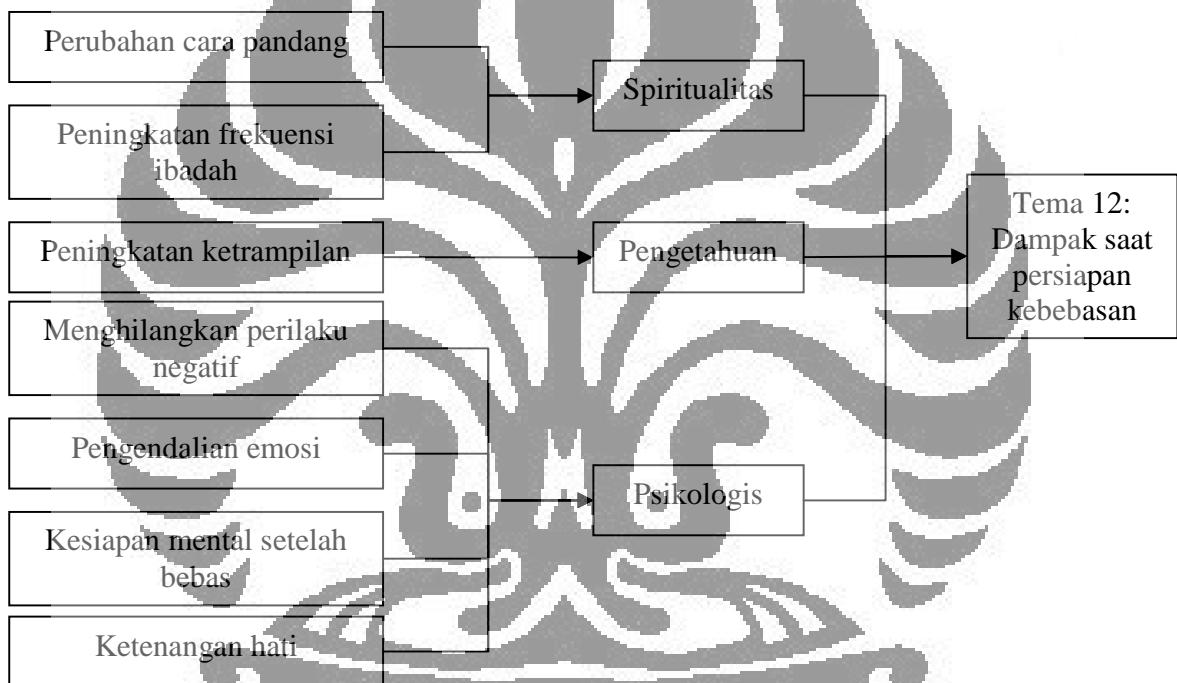 Perubahan cara pandang
Peningkatan frekuensi
ibadah
Peningkatan ketrampilan
Menghilangkan perilaku
negatif
Pengendalian emosi
Kesiapan mental setelah
bebas
Ketenangan hati
Spiritualitas
Pengetahuan
Psikologis
Tema 12:
Dampak saat
persiapan
kebebasan